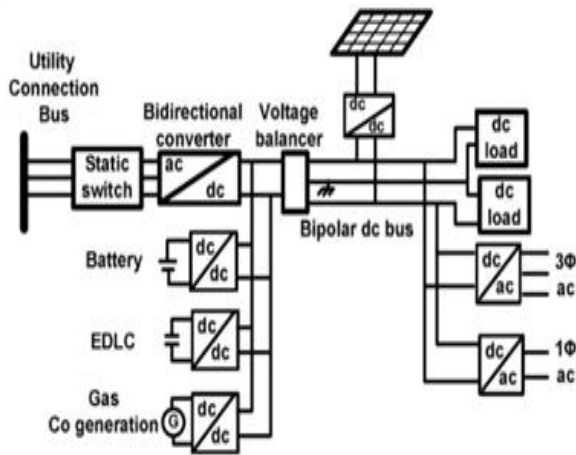 Utility
Connection
Bus
Bidirectional
converter
Voltage
balancer
dc
dc
Static
switch
ac
dc
dc
load
dc
load
Bipolar dc bus
Battery
dc
dc
dc
ac
3Φ
ac
EDLC
dc
dc
dc
ac
1Φ
ac
Gas
Co generation
G
dc
dc